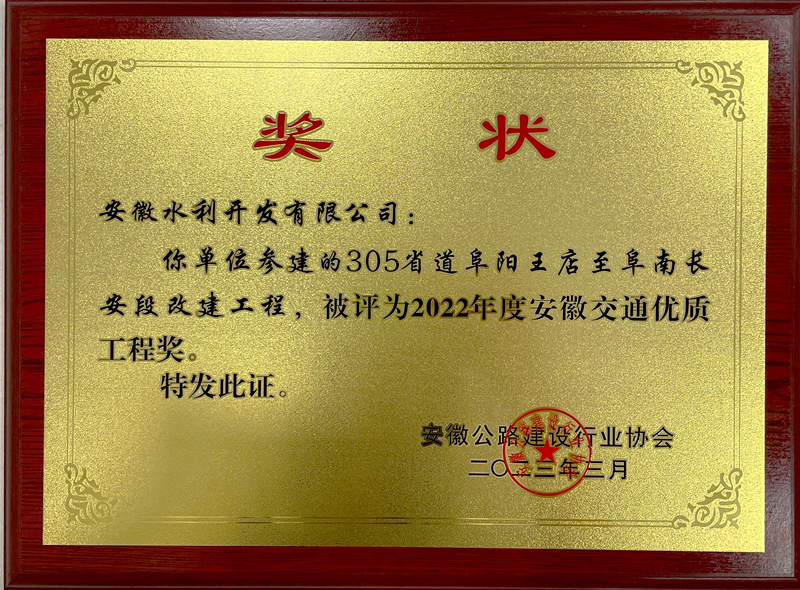 奖 状
安徽水利开发有限公司：
你单位参建的305省道阜阳王店至阜南长
安段改建工程，被评为2022年度安徽交通优质
工程奖。
特发此证。
安徽公路建设行业协会
二〇二三年三月